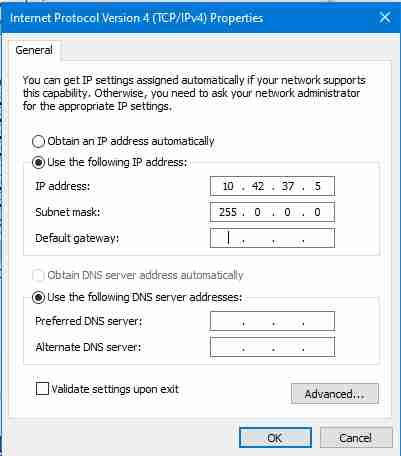 Internet Protocol Version 4 (TCP/IPv4) Properties
General
You can get IP settings assigned automatically if your network supports
this capability. Otherwise, you need to ask your network administrator
for the appropriate IP settings.
Obtain an IP address automatically
Use the following IP address:
IP address: 10 . 42 . 37 . 5
Subnet mask: 255 . 0 . 0 . 0
Default gateway: . . .
Obtain DNS server address automatically
Use the following DNS server addresses:
Preferred DNS server: . . .
Alternate DNS server: . . .
Validate settings upon exit
Advanced...
OK Cancel